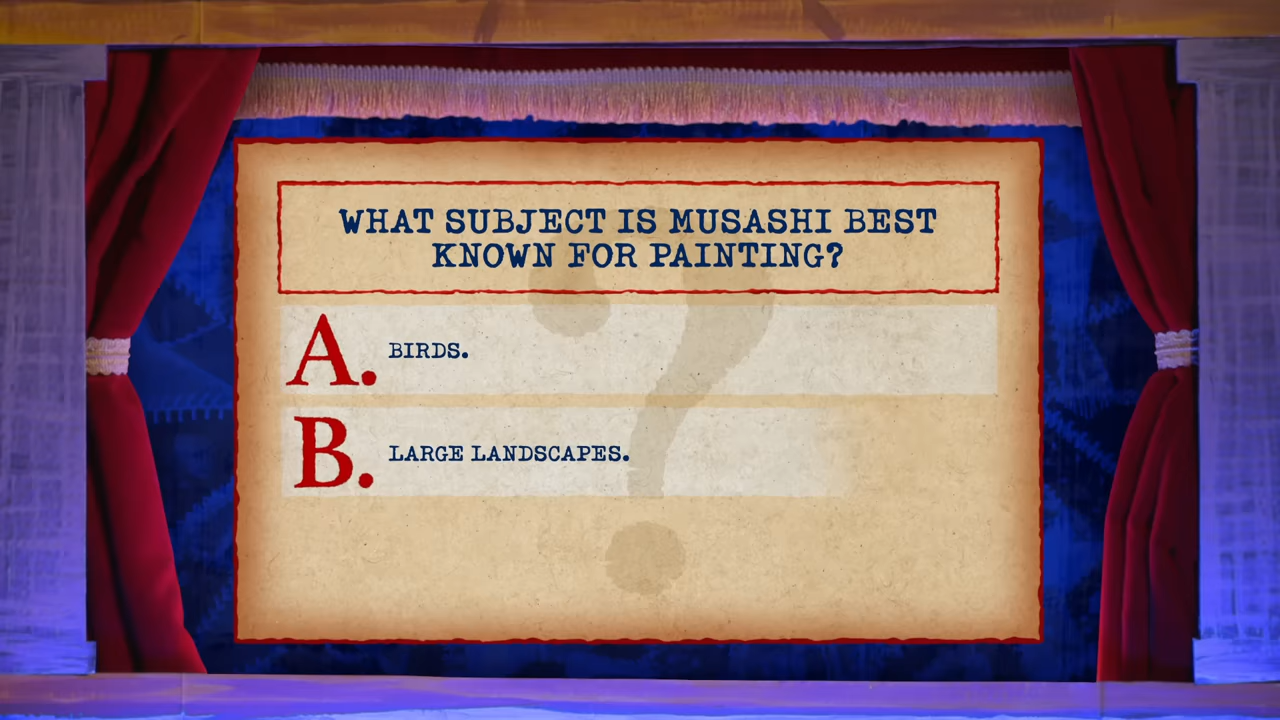 WHAT SUBJECT IS MUSASHI BEST
KNOWN FOR PAINTING?
A. BIRDS.
B. LARGE LANDSCAPES.